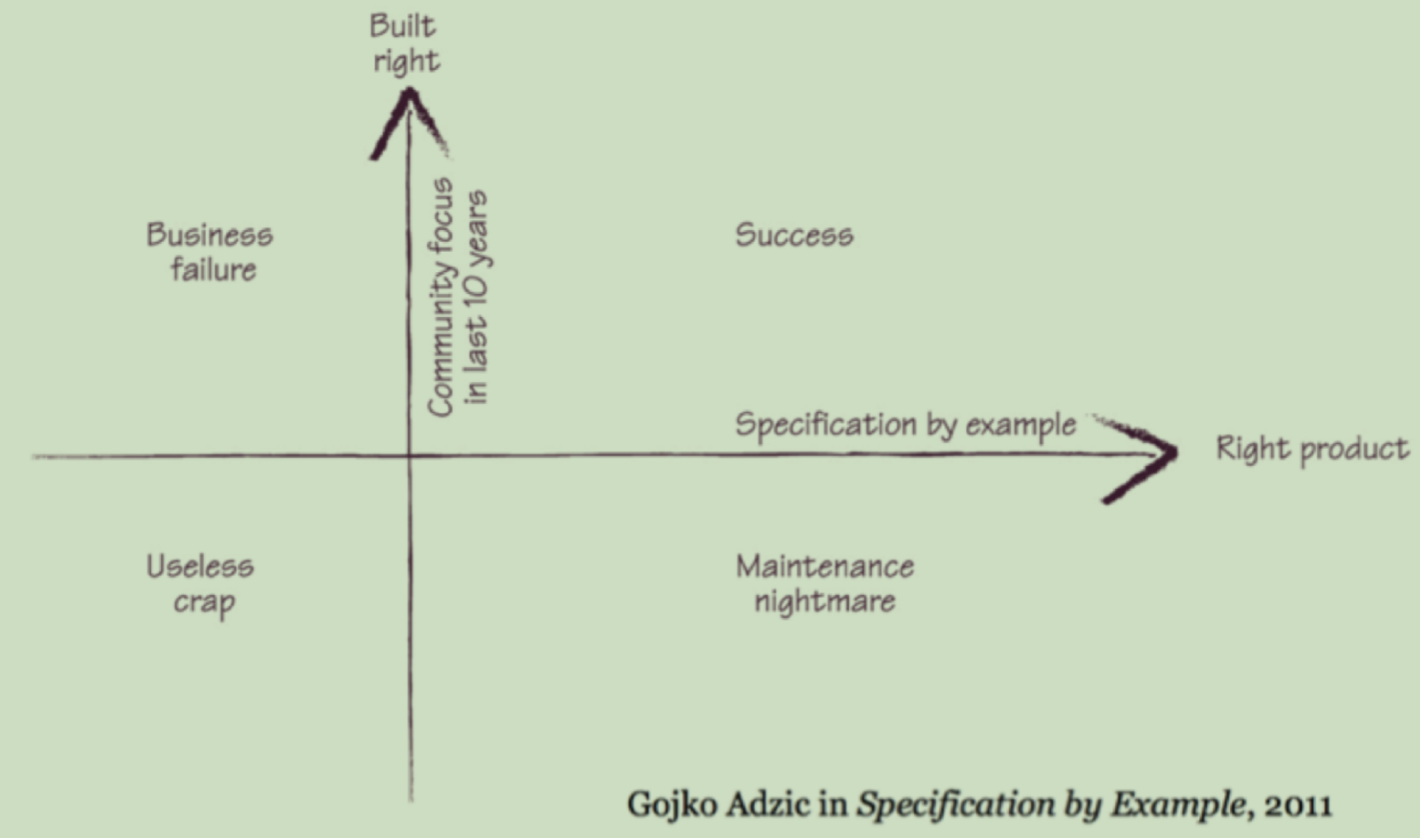 Built
right
Community focus
in last 10 years
Business
failure
Success
Specification by example
Right product
Useless
crap
Maintenance
nightmare
Gojko Adzic in Specification by Example, 2011